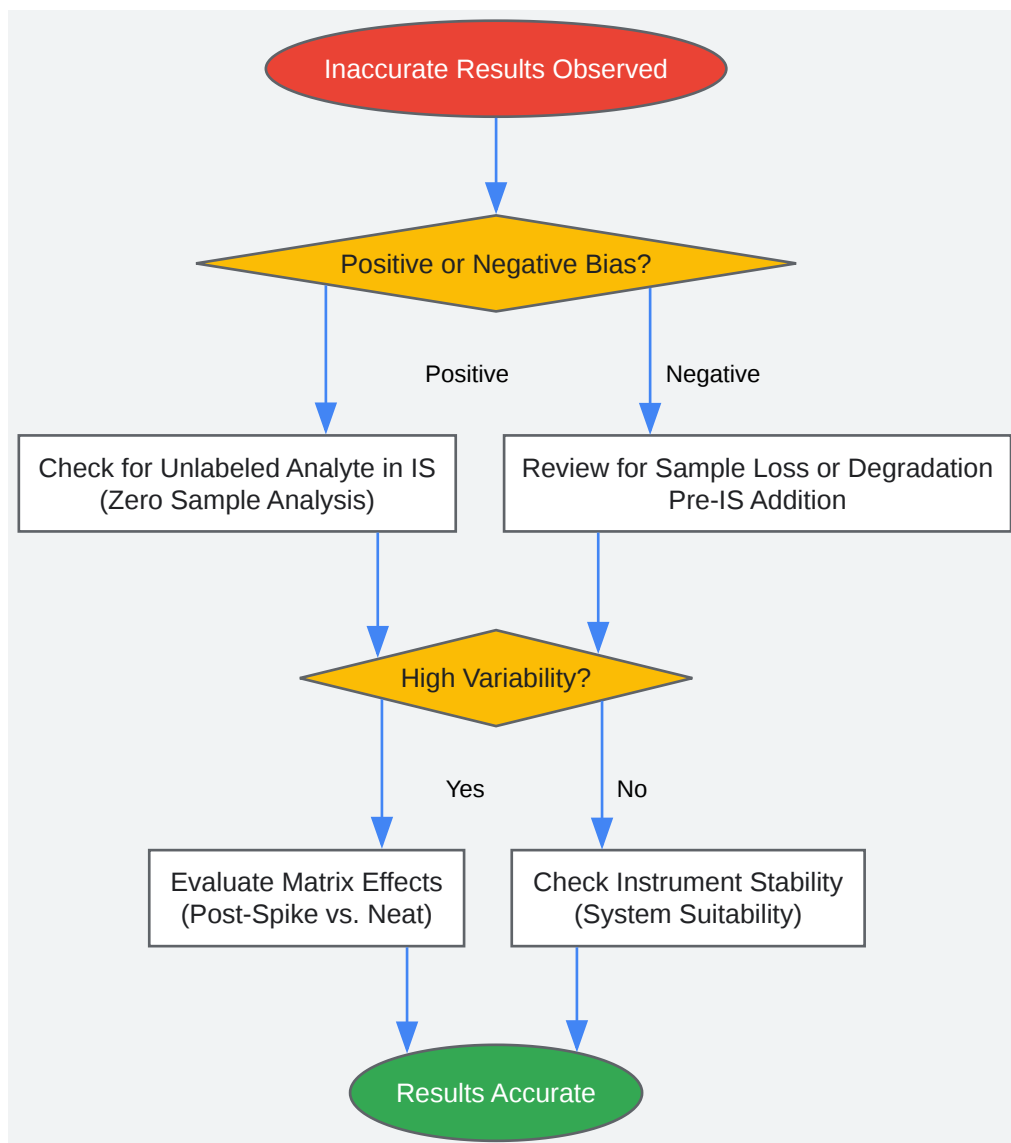 Inaccurate Results Observed
Positive or Negative Bias?
Positive
Negative
Check for Unlabeled Analyte in IS
(Zero Sample Analysis)
Review for Sample Loss or Degradation
Pre-IS Addition
High Variability?
Yes
No
Evaluate Matrix Effects
(Post-Spike vs. Neat)
Check Instrument Stability
(System Suitability)
Results Accurate